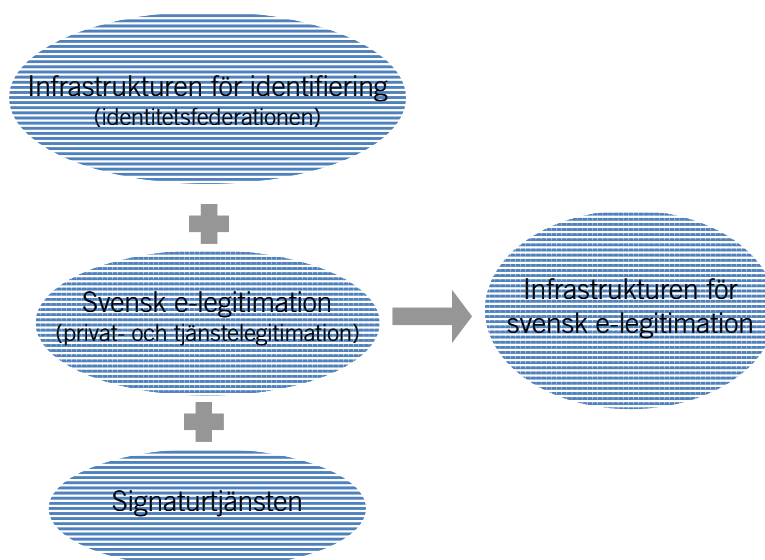 Infrastrukturen för identifiering
(identitetsfederationen)
Svensk e-legitimation
(privat- och tjänstelegitimation)
Infrastrukturen för
svensk e-legitimation
Signaturtjänsten